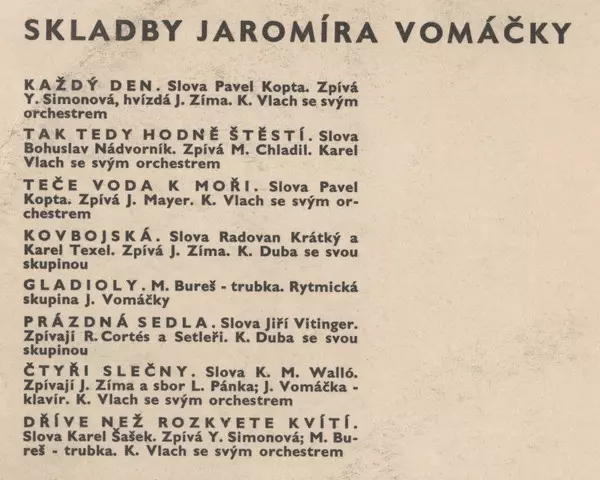 SKLADBY JAROMÍRA VOMÁČKY
KAŽDÝ DEN. Slova Pavel Kopta. Zpívá
Y. Simonová, hvízdá J. Zíma. K. Vlach se svým
orchestrem
TAK TEDY HODNĚ ŠTĚSTÍ. Slova
Bohuslav Nádvorník. Zpívá M. Chladil. Karel
Vlach se svým orchestrem
TEČE VODA K MOŘI. Slova Pavel
Kopta. Zpívá J. Mayer. K. Vlach se svým or-
chestrem
KOVBOJSKÁ. Slova Radovan Krátký a
Karel Texel. Zpívá J. Zíma. K. Duba se svou
skupinou
GLADIOLY. M. Bureš - trubka. Rytmická
skupina J. Vomáčky
PRÁZDNÁ SEDLA. Slova Jiří Vitinger.
Zpívají R. Cortés a Setleři. K. Duba se svou
skupinou
ČTYŘI SLEČNY. Slova K. M. Walló.
Zpívají J. Zíma a sbor L. Pánka; J. Vomáčka -
klavír. K. Vlach se svým orchestrem
DŘÍVE NEŽ ROZKVETE KVÍTÍ.
Slova Karel Šašek. Zpívá Y. Simonová; M. Bu-
reš - trubka. K. Vlach se svým orchestrem